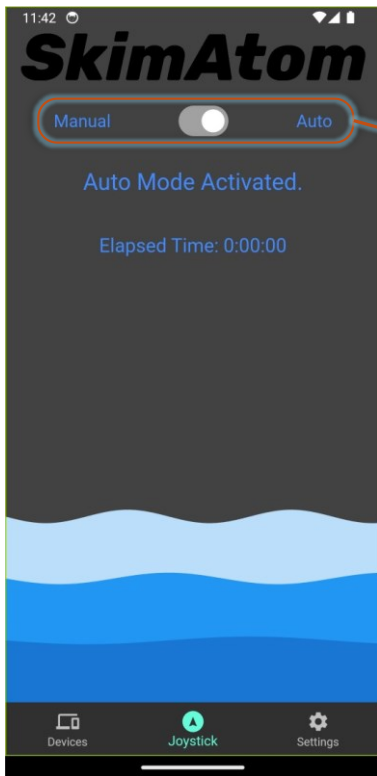 11:42
SkimAtom
Manual Auto
Auto Mode Activated.
Elapsed Time: 0:00:00
Devices Joystick Settings